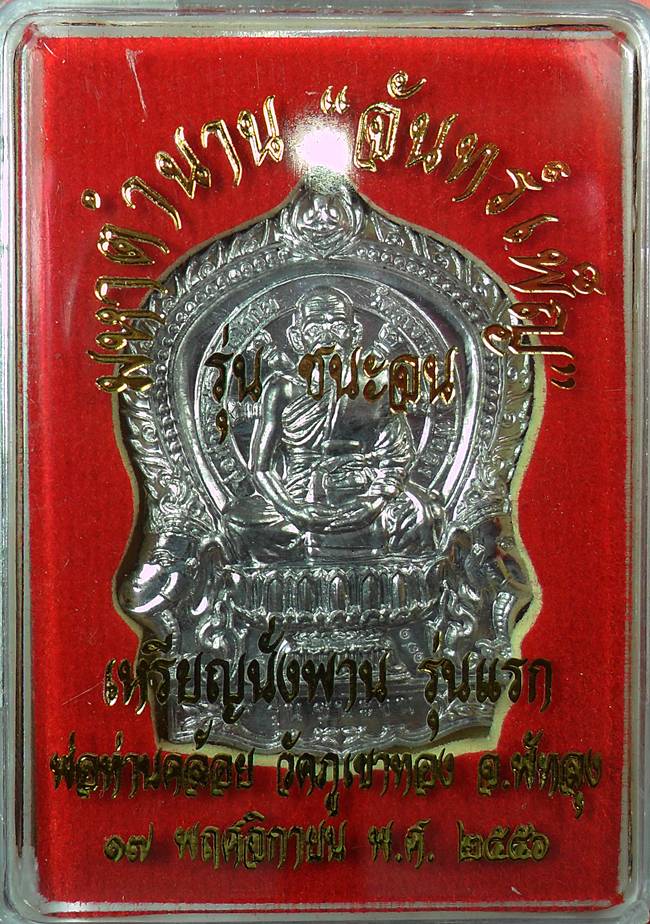 มหาตำนาน "จันทร์เพ็ญ"
รุ่น ชนะจน
เหรียญนั่งพาน รุ่นแรก
พ่อท่านคล้อย วัดภูเขาทอง จ.พัทลุง
๑๗ พฤศจิกายน พ.ศ. ๒๕๕๖